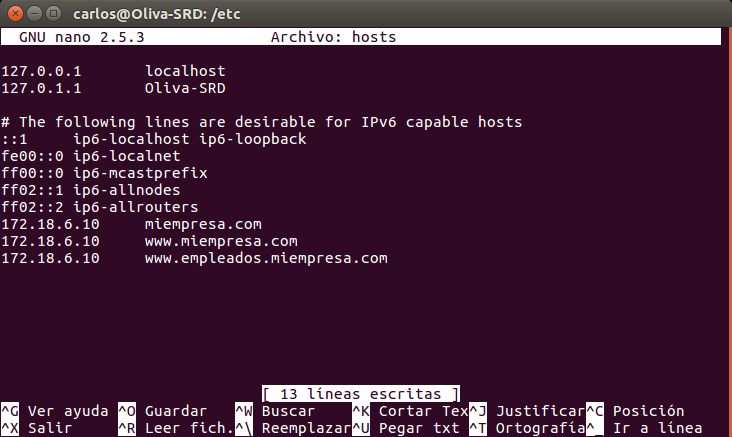 carlos@Oliva-SRD: /etc
GNU nano 2.5.3 Archivo: hosts
127.0.0.1 localhost
127.0.1.1 Oliva-SRD
# The following lines are desirable for IPv6 capable hosts
::1 ip6-localhost ip6-loopback
fe00::0 ip6-localnet
ff00::0 ip6-mcastprefix
ff02::1 ip6-allnodes
ff02::2 ip6-allrouters
172.18.6.10 miempresa.com
172.18.6.10 www.miempresa.com
172.18.6.10 www.empleados.miempresa.com
[ 13 líneas escritas ]
^G Ver ayuda ^O Guardar ^W Buscar ^K Cortar Tex^J Justificar^C Posición
^X Salir ^R Leer fich.^\ Reemplazar^U Pegar txt ^T Ortografía^_ Ir a línea